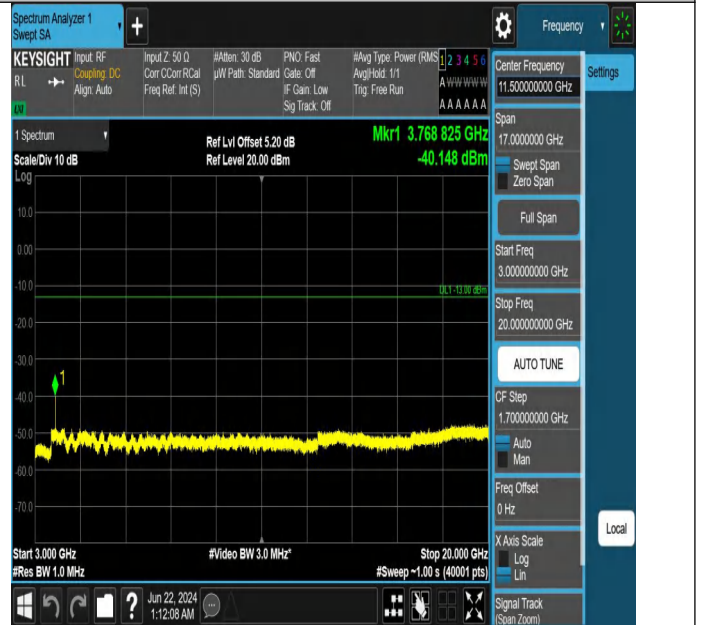 Spectrum Analyzer 1
Swept SA
+
Frequency
KEYSIGHT
RL
LXI
Input: RF
Coupling: DC
Align: Auto
Input Z: 50 Ω
Corr CCorr RCal
Freq Ref: Int (S)
#Atten: 30 dB
µW Path: Standard
PNO: Fast
Gate: Off
IF Gain: Low
Sig Track: Off
#Avg Type: Power (RMS
Avg|Hold: 1/1
Trig: Free Run
1 2 3 4 5 6
A W W W W W
A A A A A A
1 Spectrum
Scale/Div 10 dB
Log
Ref Lvl Offset 5.20 dB
Ref Level 20.00 dBm
Mkr1 3.768 825 GHz
-40.148 dBm
10.0
0.00
-10.0
DL1 -13.00 dBm
-20.0
-30.0
1
-40.0
-50.0
-60.0
-70.0
Start 3.000 GHz
#Res BW 1.0 MHz
#Video BW 3.0 MHz*
Stop 20.000 GHz
#Sweep ~1.00 s (40001 pts)
Center Frequency
11.500000000 GHz
Span
17.0000000 GHz
Swept Span
Zero Span
Full Span
Start Freq
3.000000000 GHz
Stop Freq
20.000000000 GHz
AUTO TUNE
CF Step
1.700000000 GHz
Auto
Man
Freq Offset
0 Hz
X Axis Scale
Log
Lin
Signal Track
(Span Zoom)
Settings
Local
?
Jun 22, 2024
1:12:08 AM